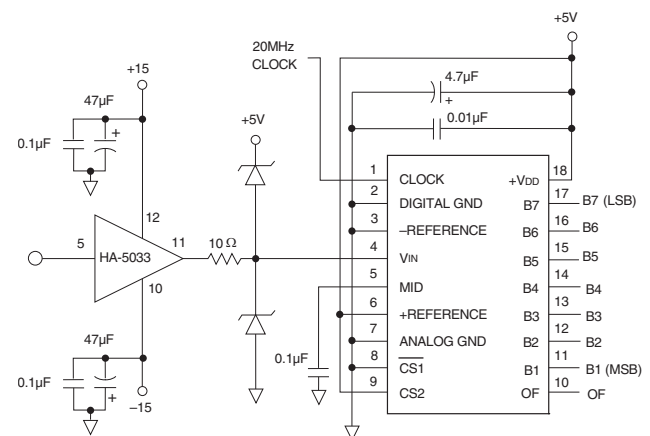 +5V
20MHz
CLOCK
+15
47µF
4.7µF
+
0.1µF
+
+5V
0.01µF
1
CLOCK
+VDD
18
2
DIGITAL GND
B7
17
B7 (LSB)
12
3
–REFERENCE
B6
16
B6
5
HA-5033
11
10 Ω
4
VIN
B5
15
B5
10
5
MID
B4
14
B4
6
+REFERENCE
B3
13
B3
47µF
7
ANALOG GND
B2
12
B2
0.1µF
8
CS1
B1
11
B1 (MSB)
0.1µF
+
–15
9
CS2
OF
10
OF